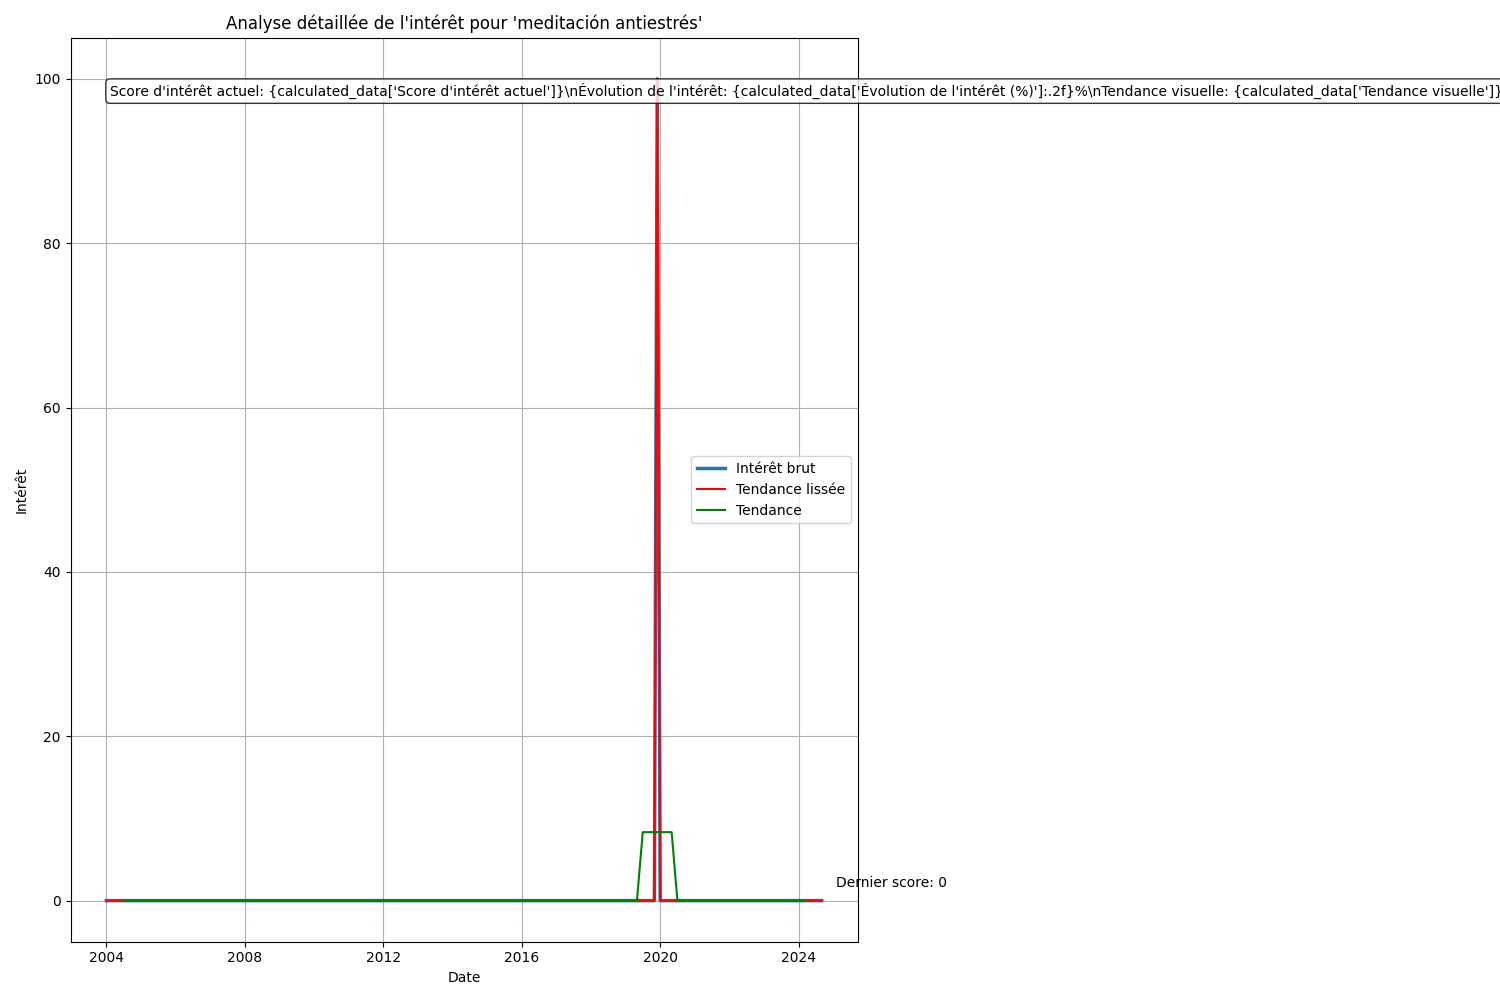 Analyse détaillée de l'intérêt pour 'meditación antiestrés'
100
Score d'intérêt actuel: {calculated_data['Score d'intérêt actuel']}\nÉvolution de l'intérêt: {calculated_data['Évolution de l'intérêt (%)']:.2f}%\nTendance visuelle: {calculated_data['Tendance visuelle']}
80
60
Intérêt brut
Tendance lissée
Tendance
Intérêt
40
20
Dernier score: 0
0
2004 2008 2012 2016 2020 2024
Date